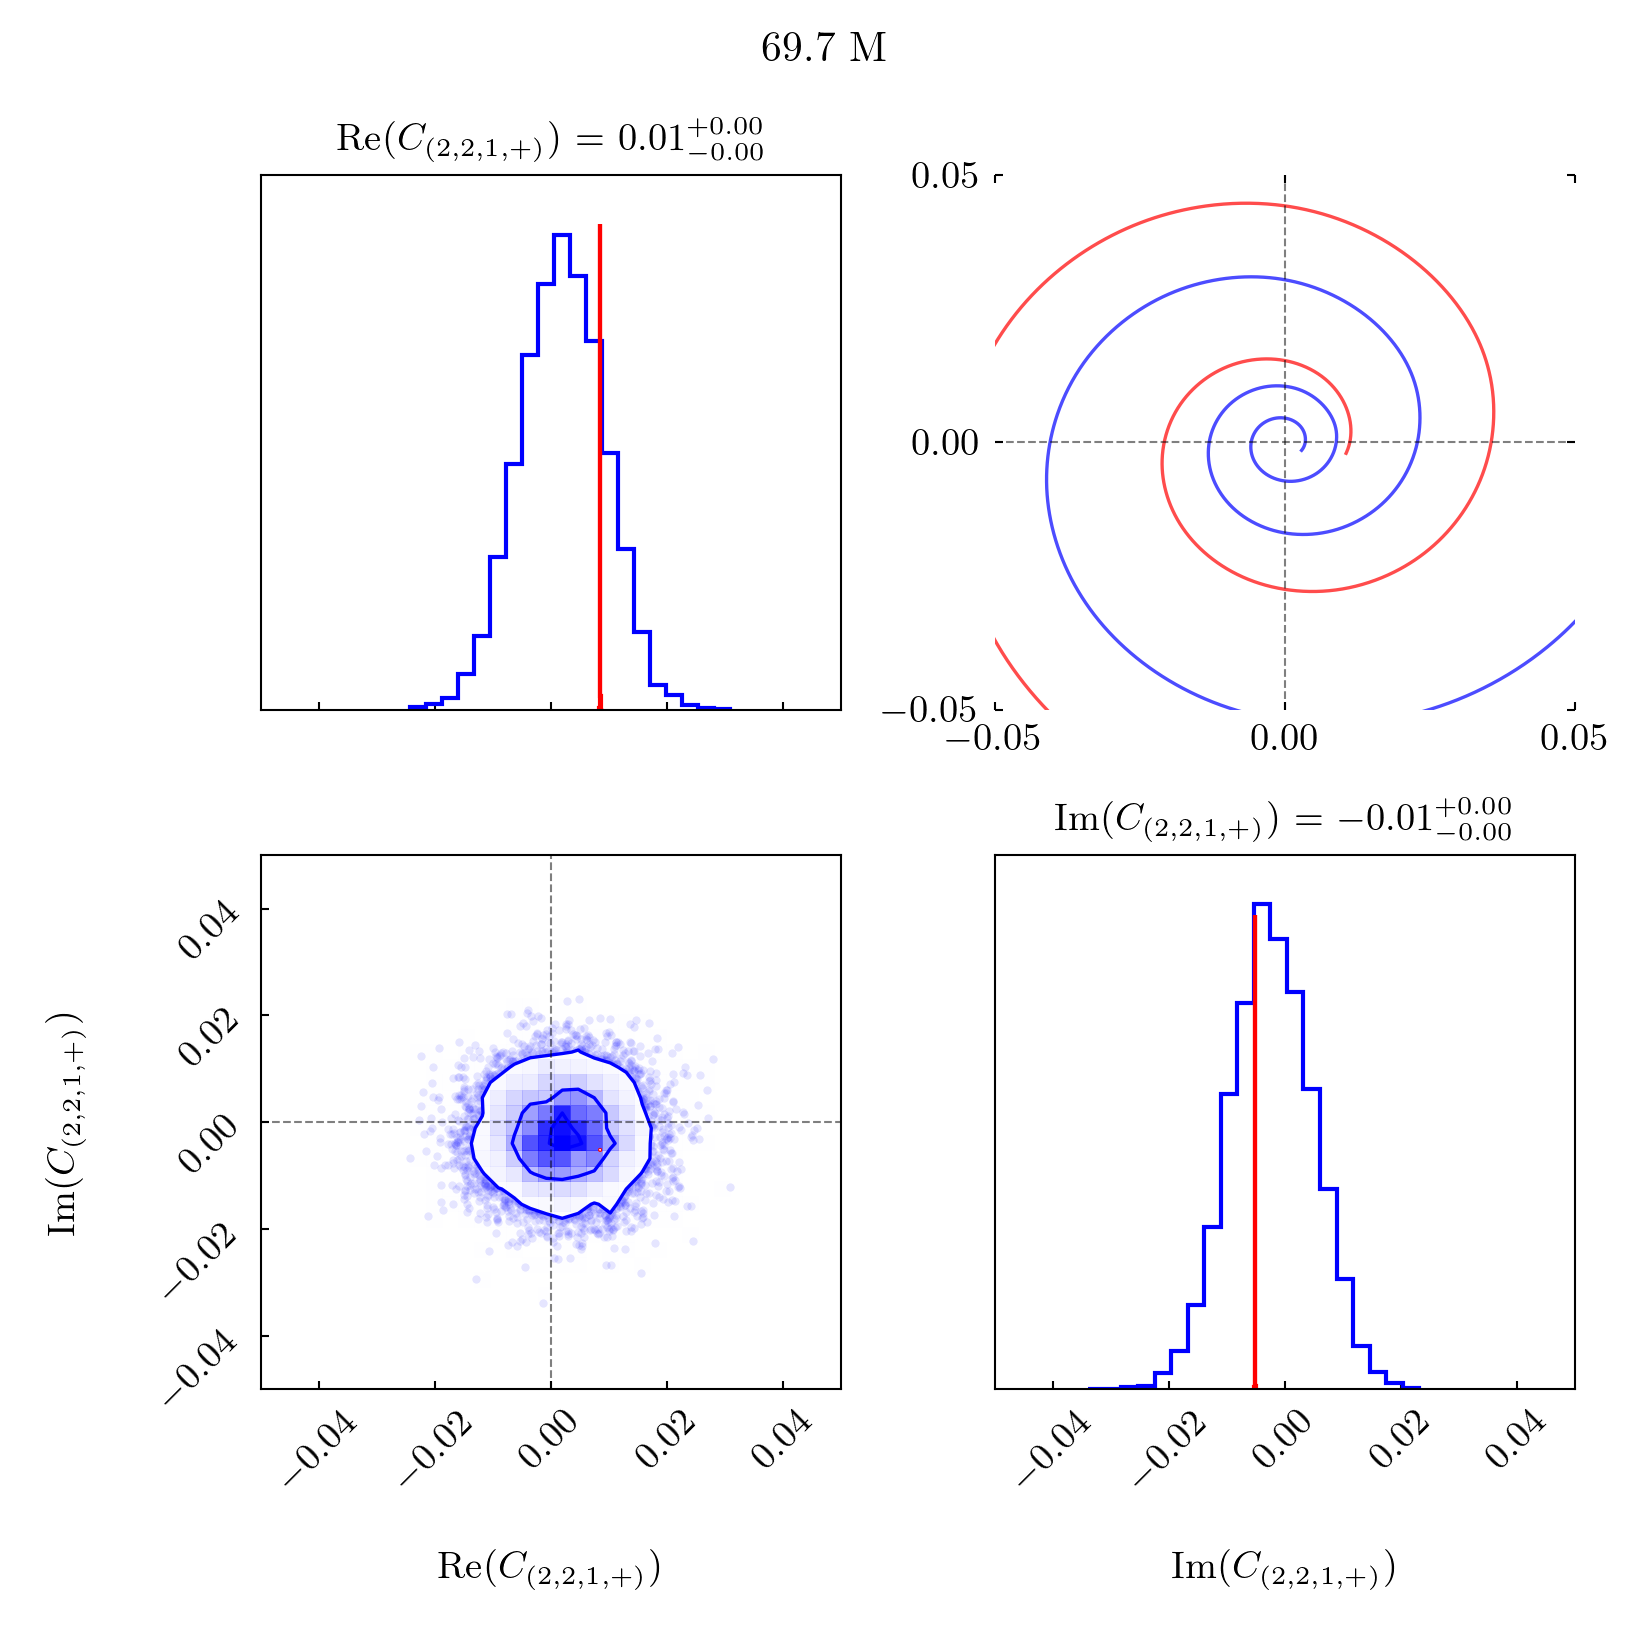 69.7 M
Re(C_{(2,2,1,+)}) = 0.01^{+0.00}_{-0.00}
0.05
0.00
−0.05
−0.05 0.00 0.05
Im(C_{(2,2,1,+)}) = −0.01^{+0.00}_{-0.00}
Im(C_{(2,2,1,+)})
0.04
0.02
0.00
−0.02
−0.04
−0.04 −0.02 0.00 0.02 0.04
−0.04 −0.02 0.00 0.02 0.04
Re(C_{(2,2,1,+)})
Im(C_{(2,2,1,+)})